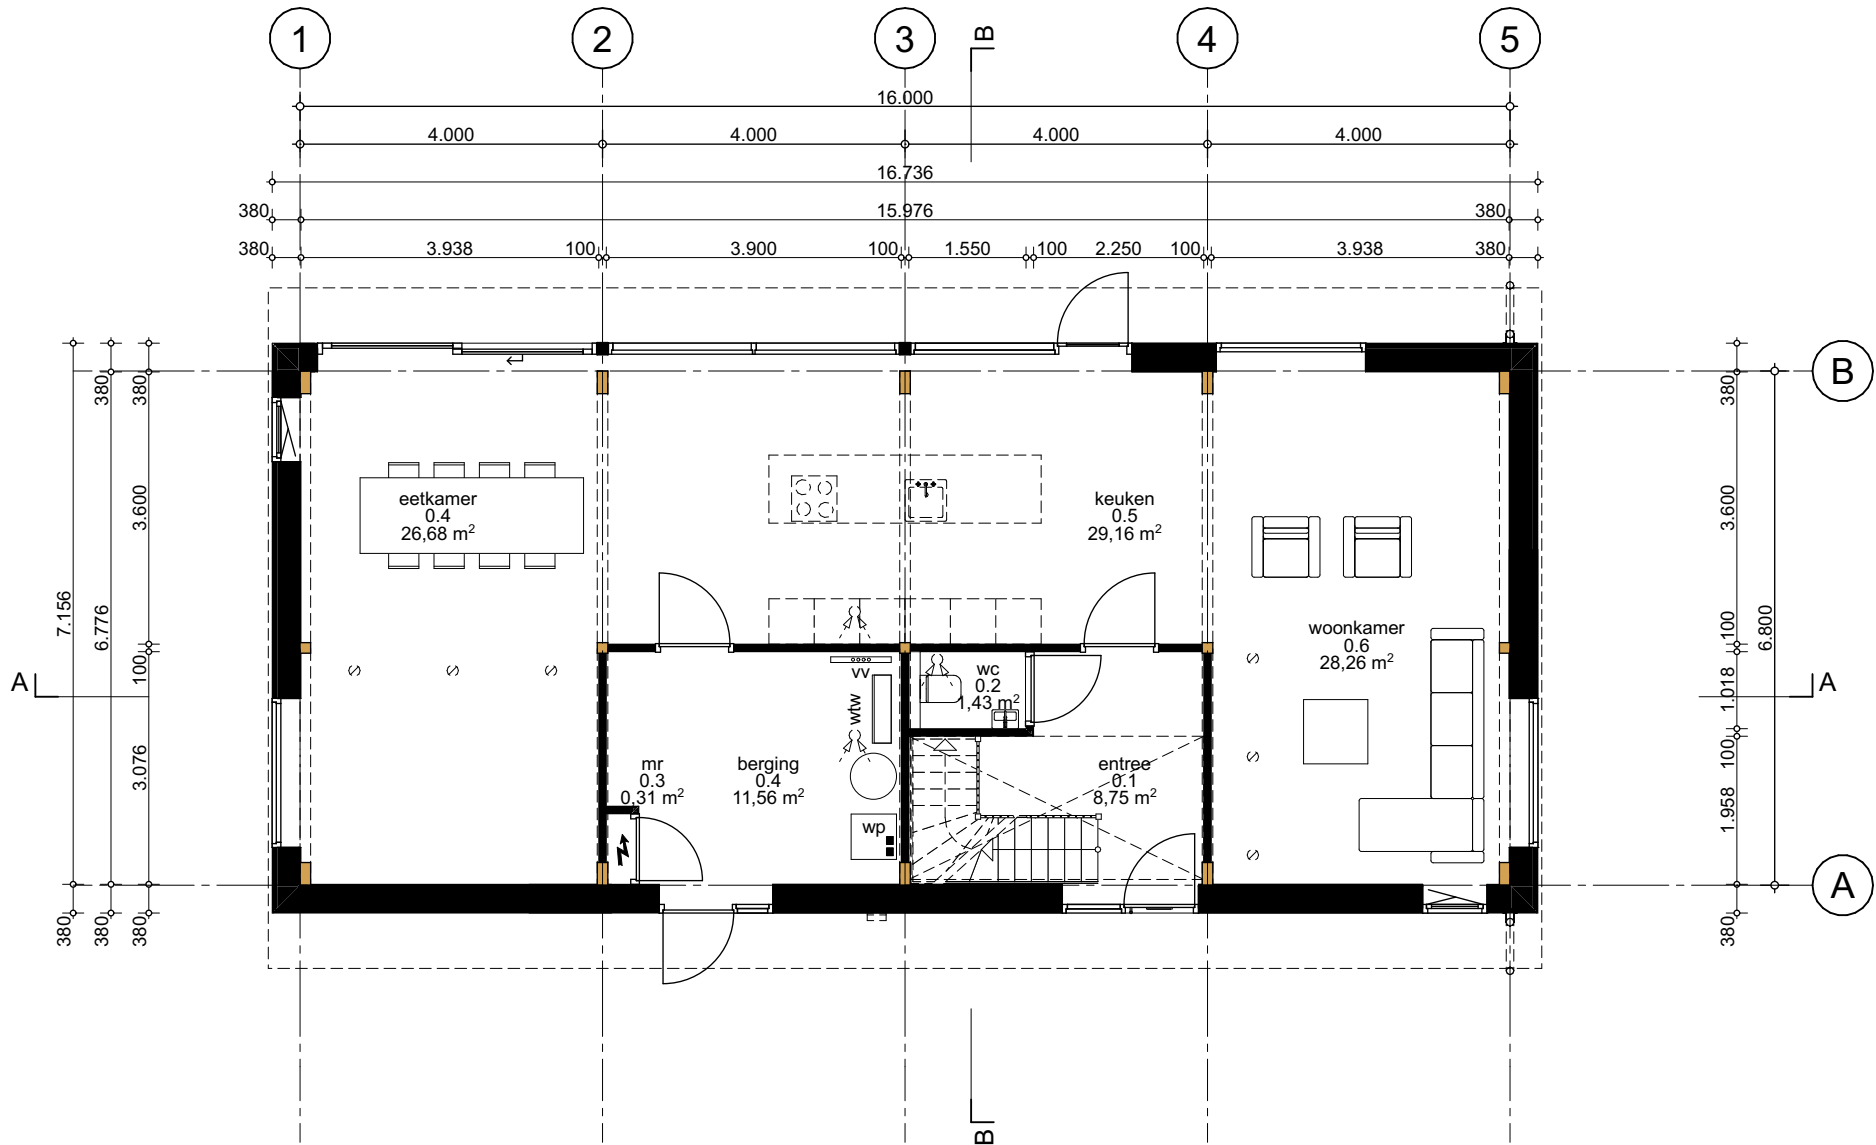 1
2
3
4
5
B
16.000
4.000
4.000
4.000
4.000
16.736
380
15.976
380
380
3.938
100
3.900
100
1.550
100
2.250
100
3.938
380
B
A
A
A
7.156
380
380
6.776
380
380
3.600
100
3.076
380
380
3.600
100
1.018
100
1.958
380
6.800
eetkamer
0.4
26,68 m²
keuken
0.5
29,16 m²
woonkamer
0.6
28,26 m²
wc
0.2
1,43 m²
vv
wtw
mr
0.3
0,31 m²
berging
0.4
11,56 m²
wp
entree
0.1
8,75 m²
B